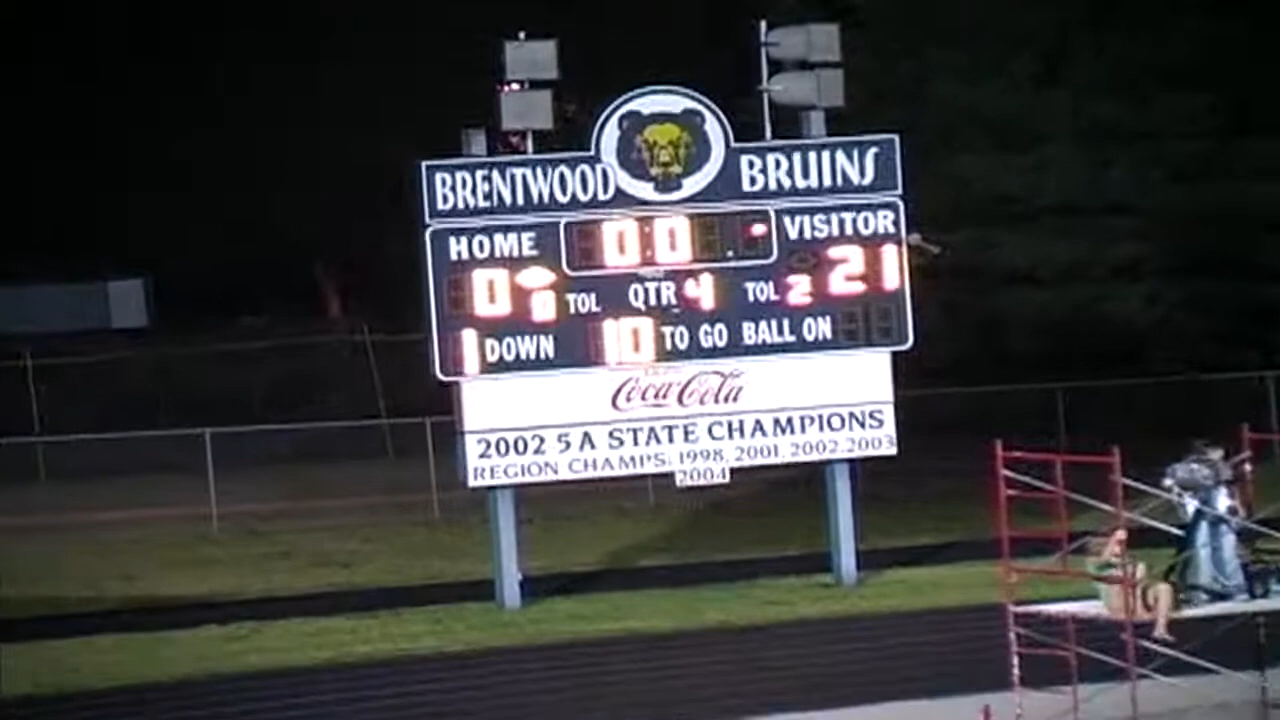 BRENTWOOD BRUINS
HOME 0:0 VISITOR
0 0 TOL QTR 4 TOL 2 21
1 DOWN 10 TO GO BALL ON
Coca-Cola
2002 5A STATE CHAMPIONS
REGION CHAMPS: 1998, 2001, 2002, 2003
2004